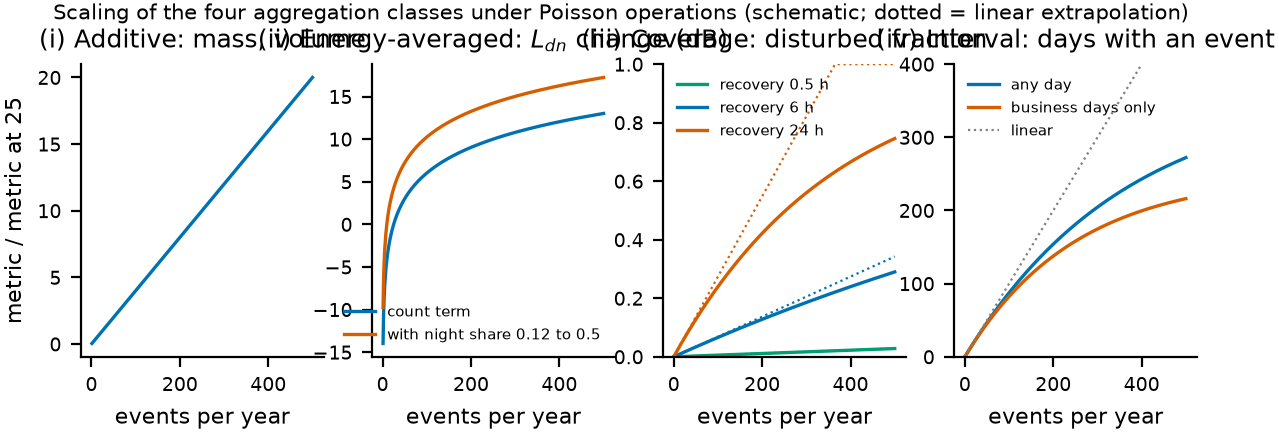 Scaling of the four aggregation classes under Poisson operations (schematic; dotted = linear extrapolation)
(i) Additive: mass, volume
(ii) Energy-averaged: L_dn change (dB)
(iii) Coverage: disturbed fraction
(iv) Interval: days with an event
metric / metric at 25
20
15
10
5
0
0
200
400
events per year
15
10
5
0
−5
−10
−15
count term
with night share 0.12 to 0.5
0
200
400
events per year
1.0
0.8
0.6
0.4
0.2
0.0
recovery 0.5 h
recovery 6 h
recovery 24 h
0
200
400
events per year
400
300
200
100
0
any day
business days only
linear
0
200
400
events per year